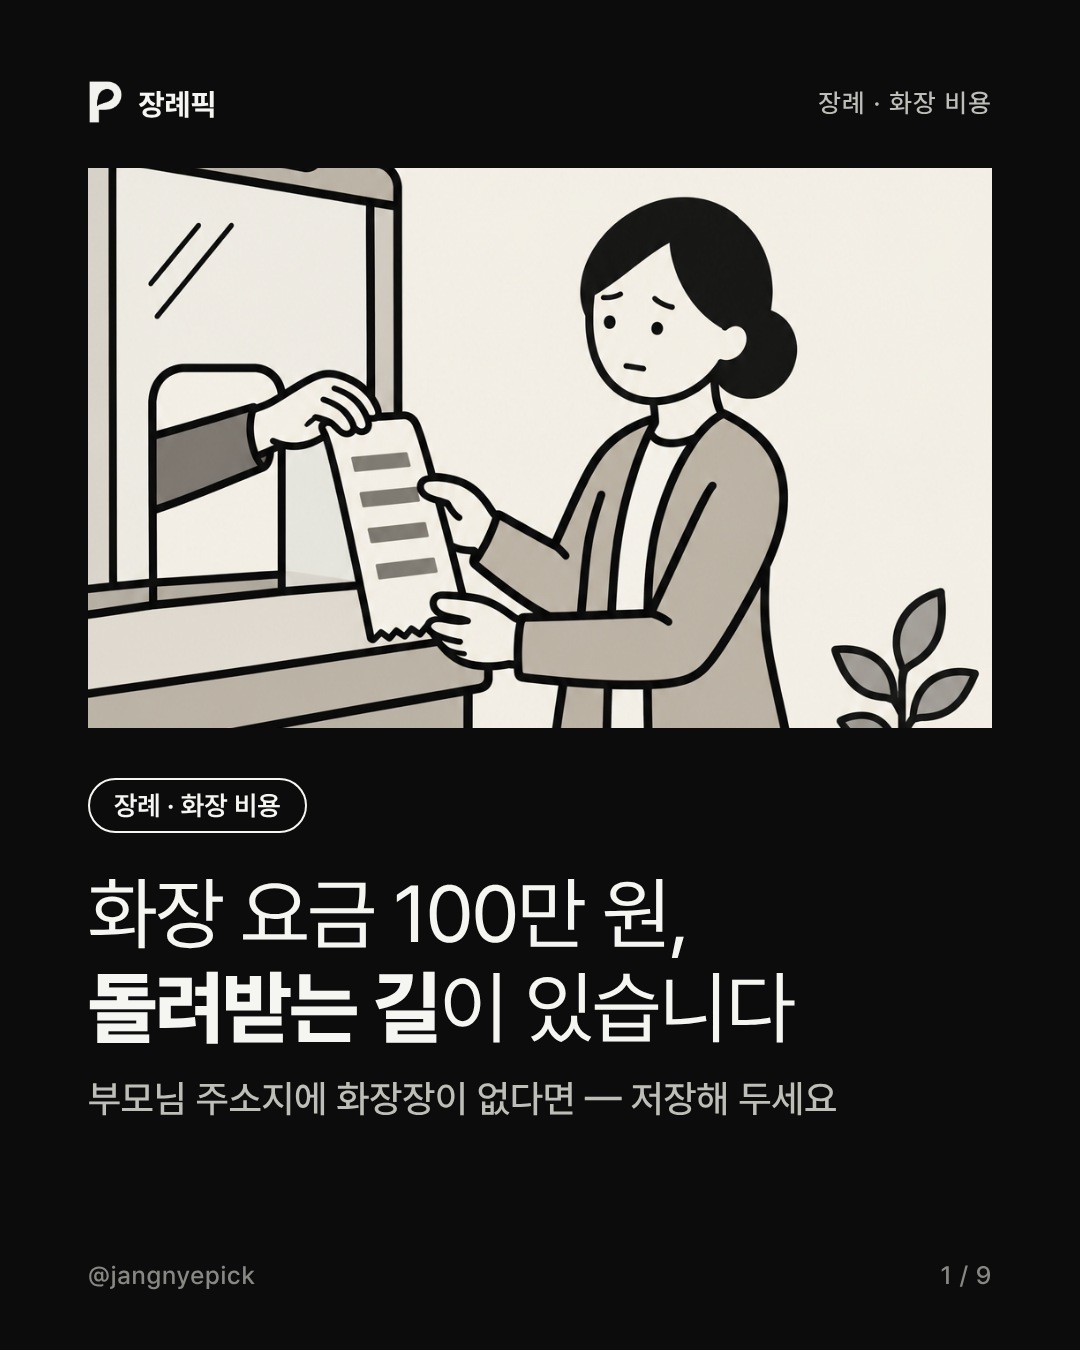 장례픽
장례 · 화장 비용
장례 · 화장 비용
화장 요금 100만 원,
돌려받는 길이 있습니다
부모님 주소지에 화장장이 없다면 — 저장해 두세요
@jangnyepick
1 / 9